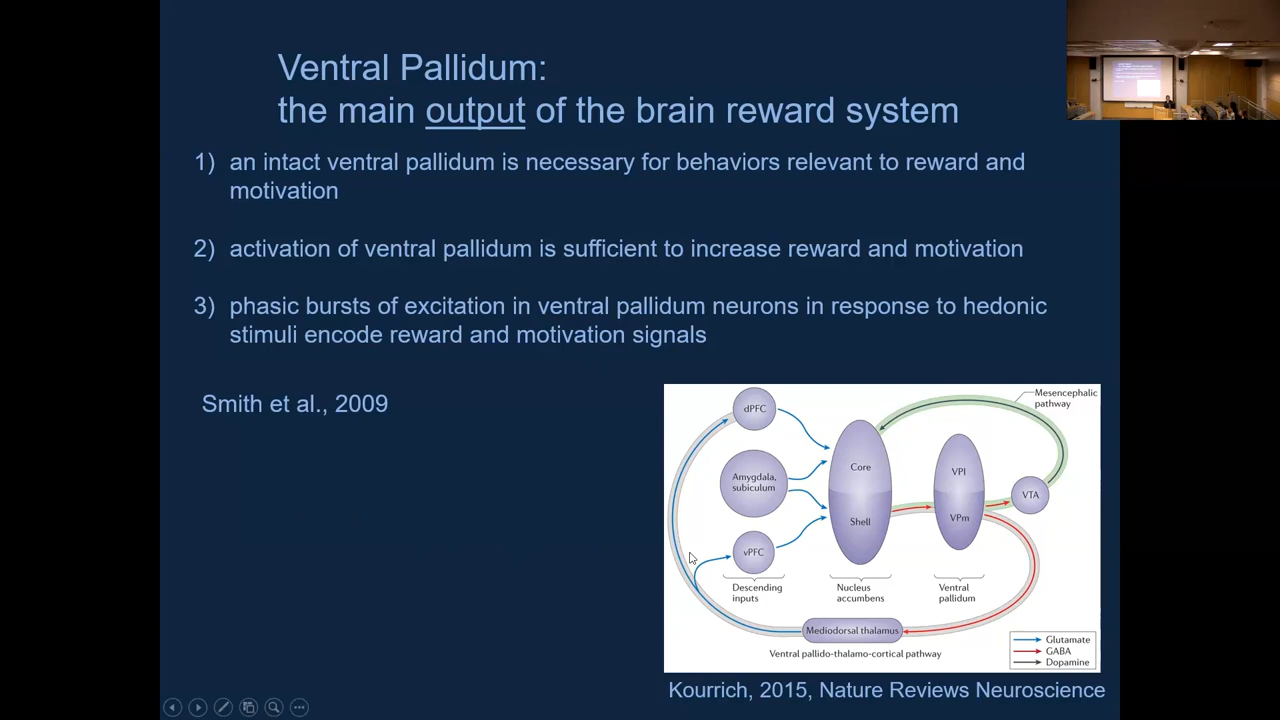 Ventral Pallidum:
the main output of the brain reward system
1) an intact ventral pallidum is necessary for behaviors relevant to reward and
motivation
2) activation of ventral pallidum is sufficient to increase reward and motivation
3) phasic bursts of excitation in ventral pallidum neurons in response to hedonic
stimuli encode reward and motivation signals
Smith et al., 2009
dPFC
Amygdala,
subiculum
vPFC
Descending
inputs
Core
Shell
Nucleus
accumbens
VPl
VPm
Ventral
pallidum
VTA
Mesencephalic
pathway
Mediodorsal thalamus
Ventral pallido-thalamo-cortical pathway
Glutamate
GABA
Dopamine
Kourrich, 2015, Nature Reviews Neuroscience